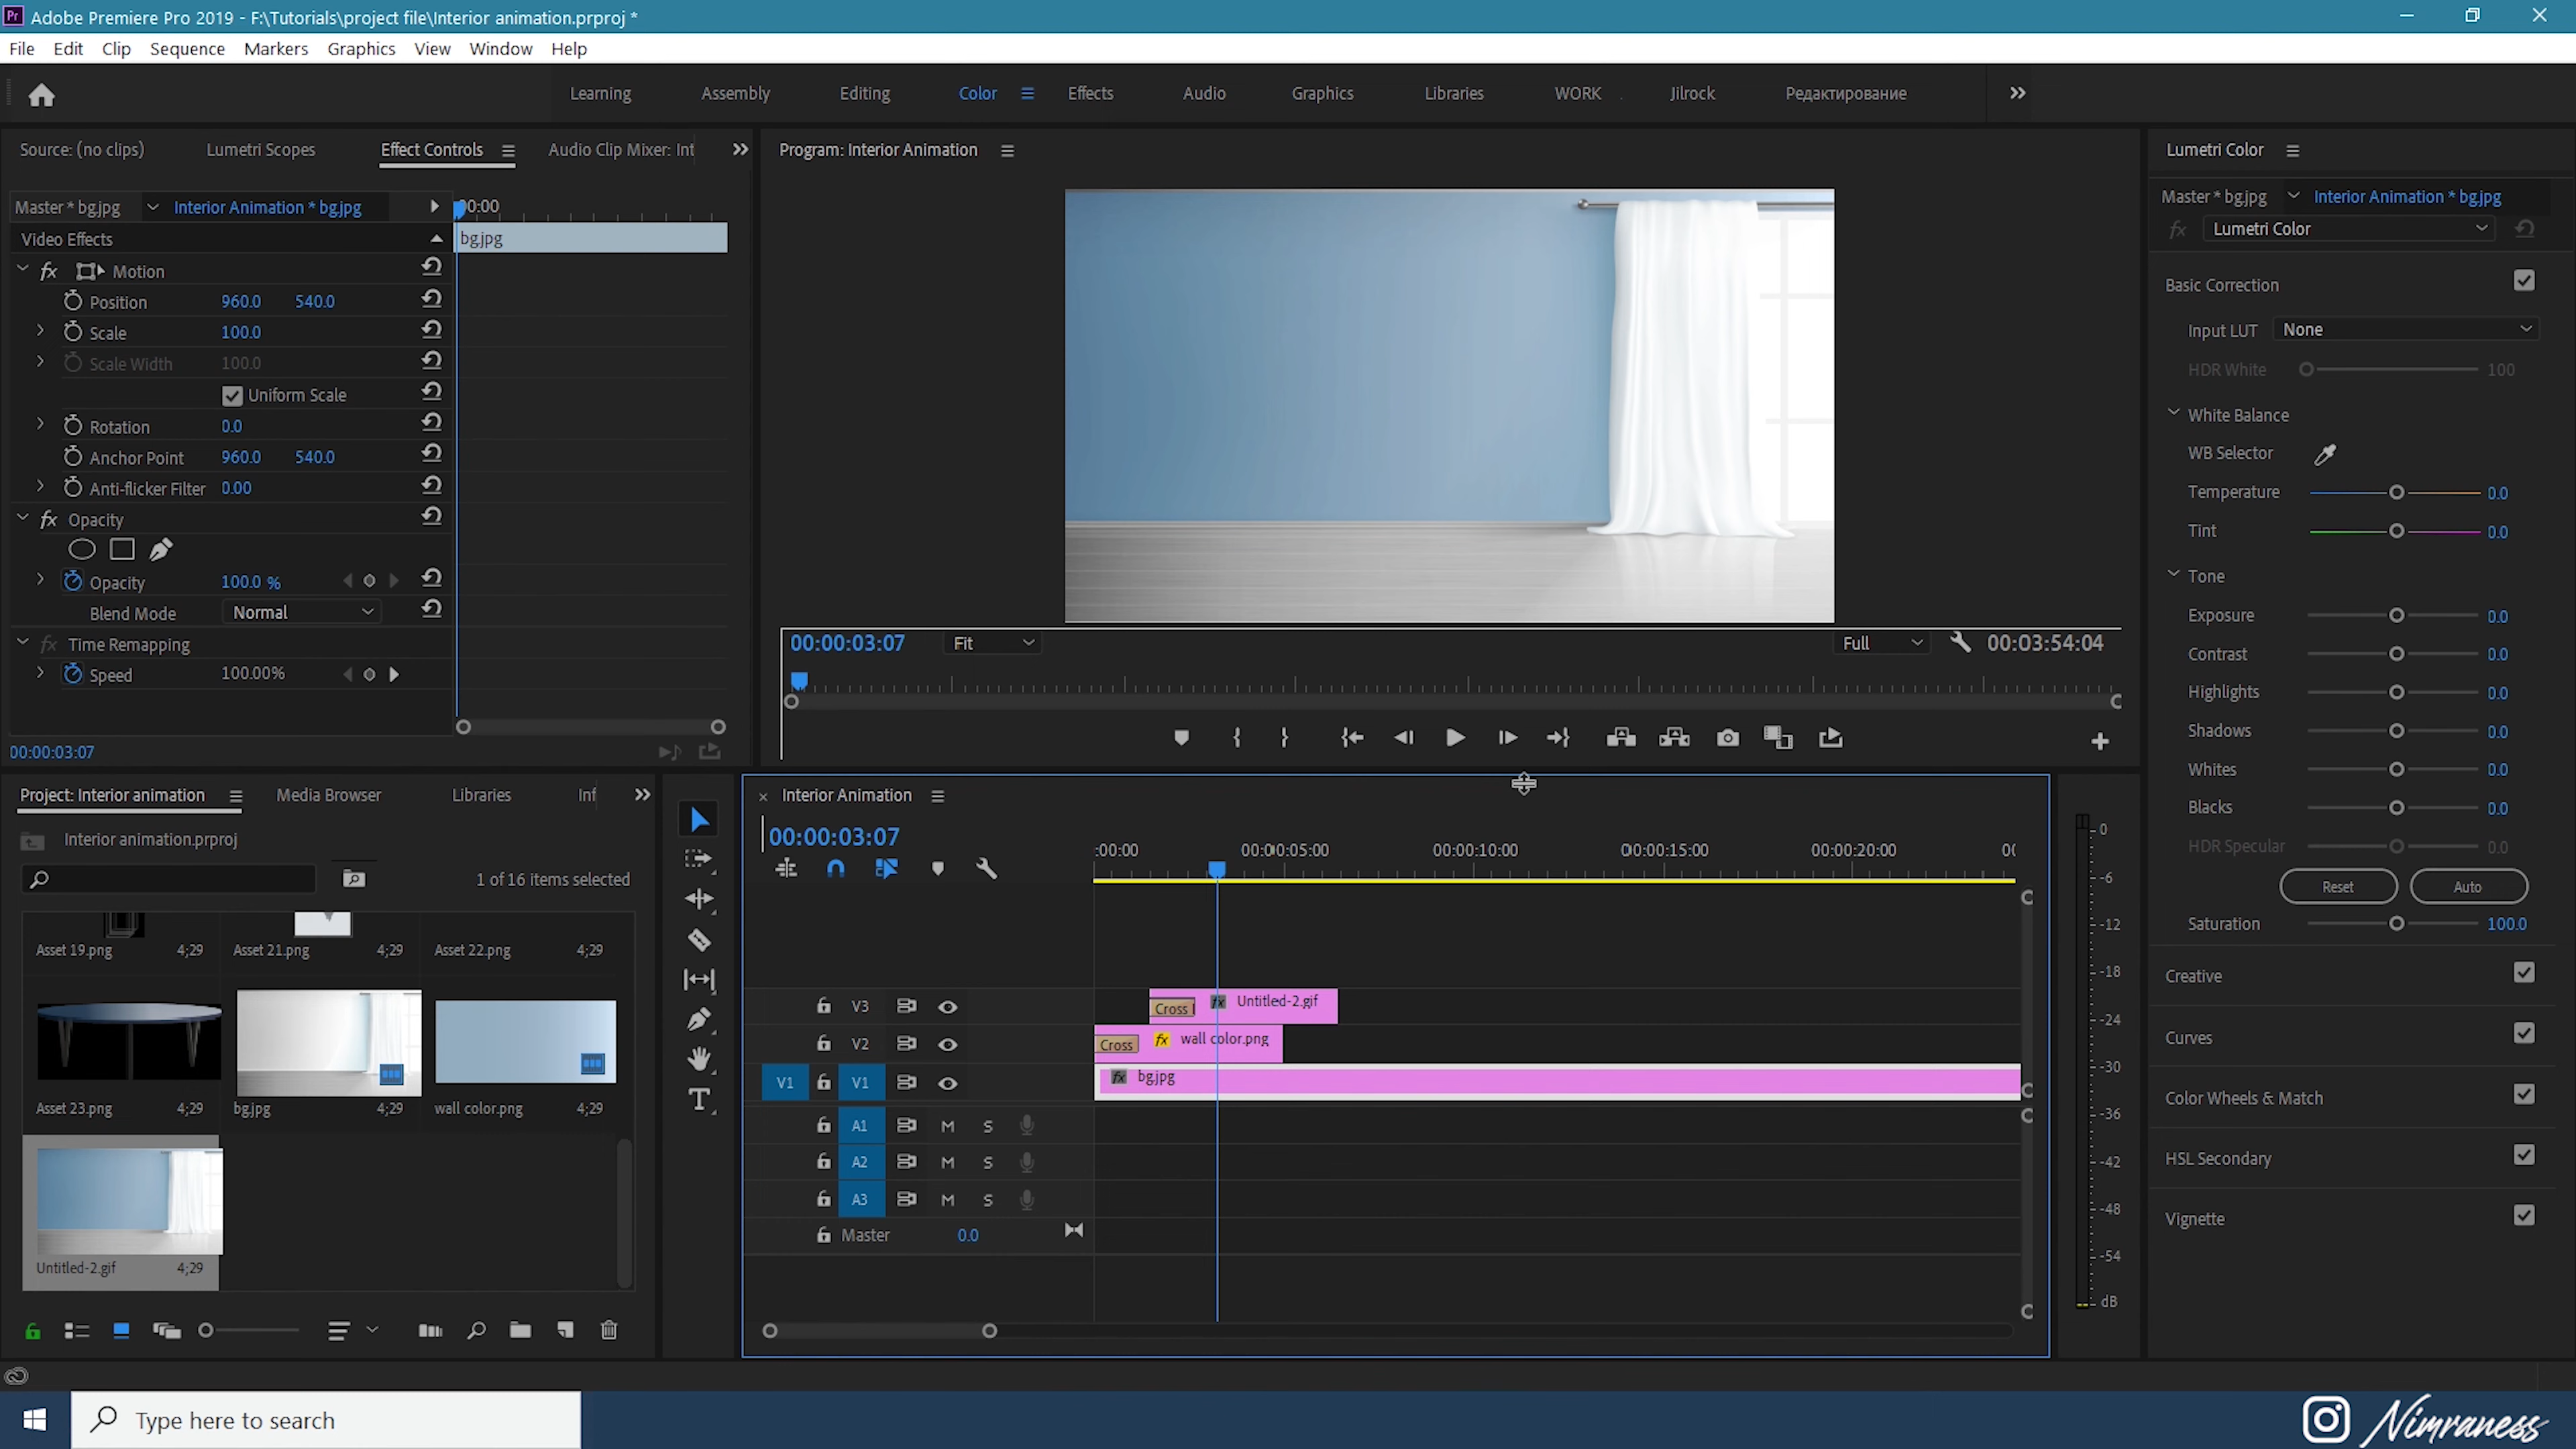 Adobe Premiere Pro 2019 - F:\Tutorials\project file\Interior animation.prproj *
File Edit Clip Sequence Markers Graphics View Window Help
Learning Assembly Editing Color Effects Audio Graphics Libraries WORK Jilrock Редактирование
Source: (no clips) Lumetri Scopes Effect Controls Audio Clip Mixer: Int
Master * bg.jpg Interior Animation * bg.jpg
00:00
Video Effects
bg.jpg
Motion
Position 960.0 540.0
Scale 100.0
Scale Width 100.0
Uniform Scale
Rotation 0.0
Anchor Point 960.0 540.0
Anti-flicker Filter 0.00
Opacity
Opacity 100.0 %
Blend Mode Normal
Time Remapping
Speed 100.00%
00:00:03:07
Program: Interior Animation
00:00:03:07 Fit Full 00:03:54:04
Lumetri Color
Master * bg.jpg Interior Animation * bg.jpg
fx Lumetri Color
Basic Correction
Input LUT None
HDR White 100
White Balance
WB Selector
Temperature 0.0
Tint 0.0
Tone
Exposure 0.0
Contrast 0.0
Highlights 0.0
Shadows 0.0
Whites 0.0
Blacks 0.0
HDR Specular 0.0
Reset Auto
Saturation 100.0
Creative
Curves
Color Wheels & Match
HSL Secondary
Vignette
Project: Interior animation Media Browser Libraries Inf
Interior animation.prproj
1 of 16 items selected
Asset 19.png 4;29 Asset 21.png 4;29 Asset 22.png 4;29
Asset 23.png 4;29 bg.jpg 4;29 wall color.png 4;29
Untitled-2.gif 4;29
Interior Animation
00:00:03:07
:00:00 00:00:05:00 00:00:10:00 00:00:15:00 00:00:20:00 00
V3 Cross fx Untitled-2.gif
V2 Cross fx wall color.png
V1 V1 fx bg.jpg
A1 M S
A2 M S
A3 M S
Master 0.0
0
-6
-12
-18
-24
-30
-36
-42
-48
-54
dB
Type here to search
Nimraness